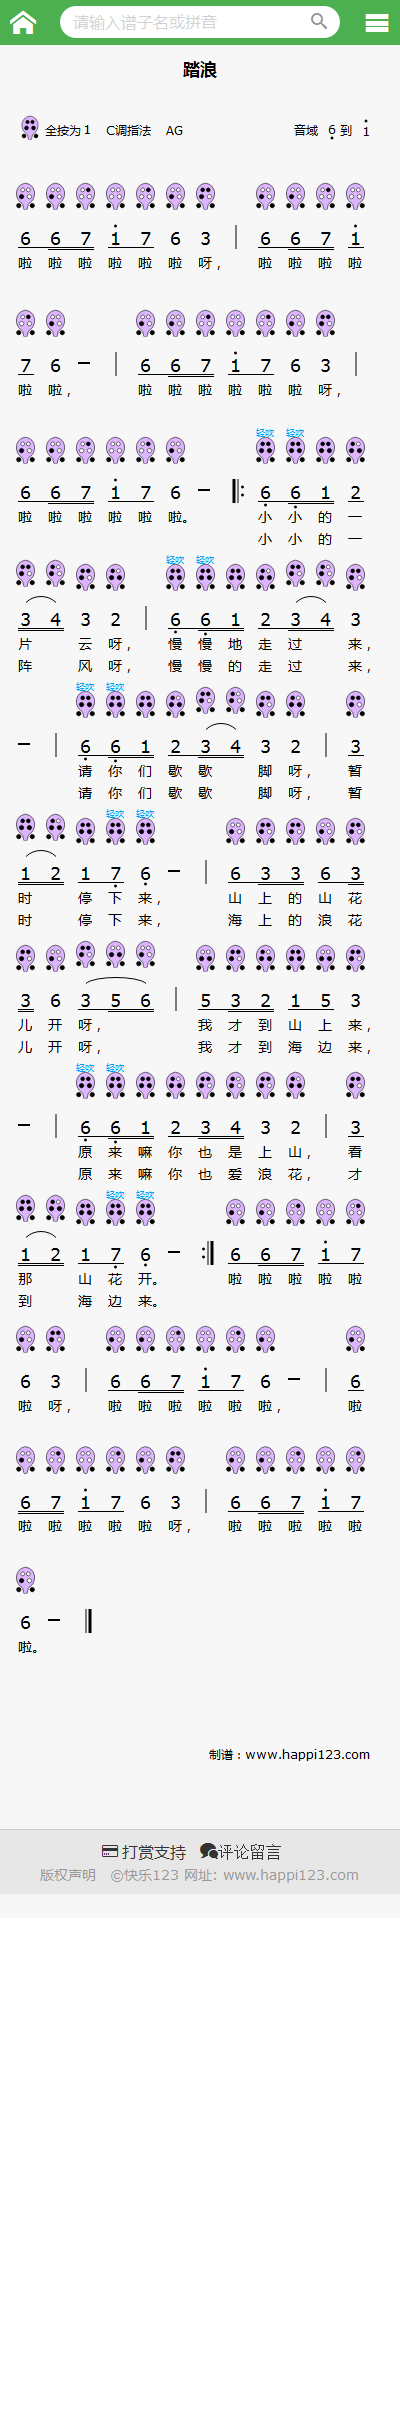 请输入谱子名或拼音
踏浪
全按为 1 C调指法 AG 音域 6̣ 到 1̇
6 6 7 1̇ 7 6 3 | 6 6 7 1̇
啦 啦 啦 啦 啦 啦 呀， 啦 啦 啦 啦
7 6 – | 6 6 7 1̇ 7 6 3 |
啦 啦， 啦 啦 啦 啦 啦 啦 呀，
轻吹 轻吹
6 6 7 1̇ 7 6 – ‖: 6̣ 6̣ 1 2
啦 啦 啦 啦 啦 啦。 小 小 的 一
小 小 的 一
轻吹 轻吹
3 4 3 2 | 6̣ 6̣ 1 2 3 4 3
片 云 呀， 慢 慢 地 走 过 来，
阵 风 呀， 慢 慢 的 走 过 来，
轻吹 轻吹
– | 6̣ 6̣ 1 2 3 4 3 2 | 3
请 你 们 歇 歇 脚 呀， 暂
请 你 们 歇 歇 脚 呀， 暂
轻吹 轻吹
1 2 1 7̣ 6̣ – | 6 3 3 6 3
时 停 下 来， 山 上 的 山 花
时 停 下 来， 海 上 的 浪 花
3 6 3 5 6 | 5 3 2 1 5 3
儿 开 呀， 我 才 到 山 上 来，
儿 开 呀， 我 才 到 海 边 来，
轻吹 轻吹
– | 6̣ 6̣ 1 2 3 4 3 2 | 3
原 来 嘛 你 也 是 上 山， 看
原 来 嘛 你 也 爱 浪 花， 才
轻吹 轻吹
1 2 1 7̣ 6̣ – :‖ 6 6 7 1̇ 7
那 山 花 开。 啦 啦 啦 啦 啦
到 海 边 来。
6 3 | 6 6 7 1̇ 7 6 – | 6
啦 呀， 啦 啦 啦 啦 啦 啦， 啦
6 7 1̇ 7 6 3 | 6 6 7 1̇ 7
啦 啦 啦 啦 啦 呀， 啦 啦 啦 啦 啦
6 – ‖
啦。
制谱：www.happi123.com
打赏支持 评论留言
版权声明 ©快乐123 网址: www.happi123.com